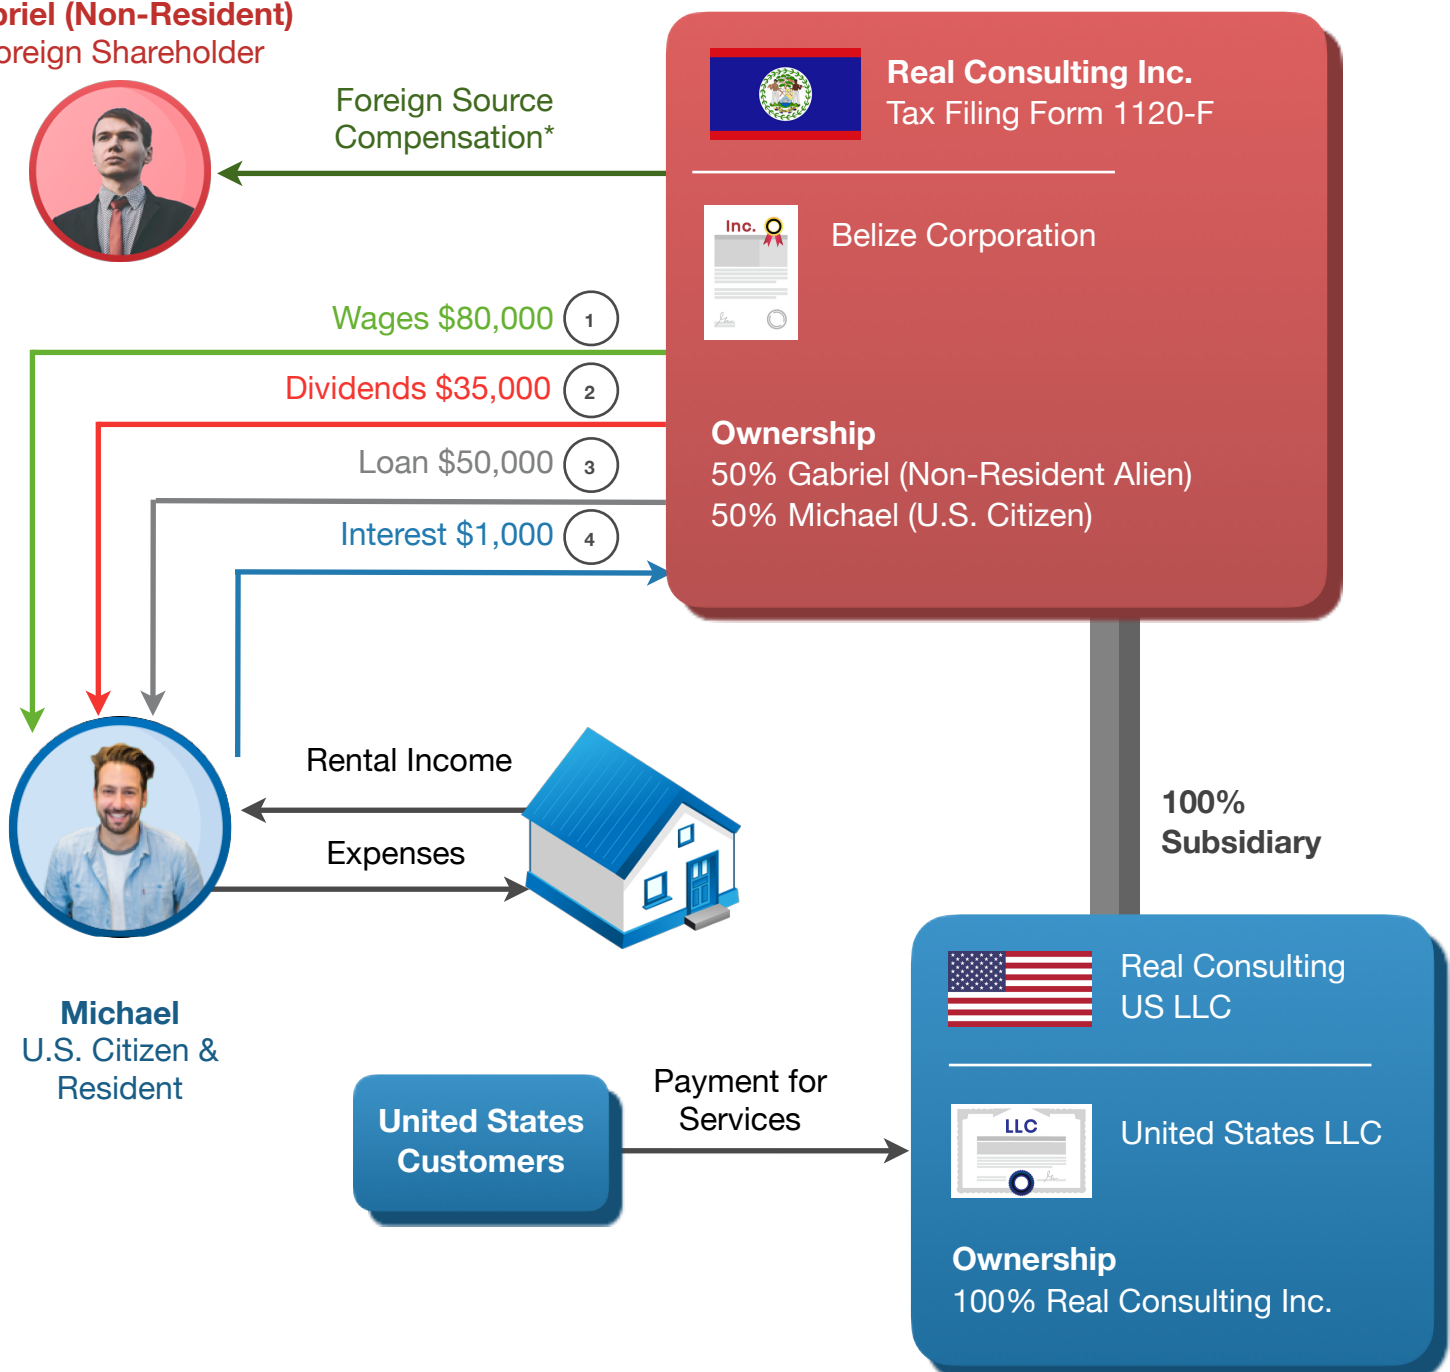 briel (Non-Resident)
oreign Shareholder
Foreign Source
Compensation*
Real Consulting Inc.
Tax Filing Form 1120-F
Inc.
Belize Corporation
Wages $80,000 1
Dividends $35,000 2
Loan $50,000 3
Interest $1,000 4
Ownership
50% Gabriel (Non-Resident Alien)
50% Michael (U.S. Citizen)
Rental Income
Expenses
100%
Subsidiary
Michael
U.S. Citizen &
Resident
United States
Customers
Payment for
Services
Real Consulting
US LLC
LLC
United States LLC
Ownership
100% Real Consulting Inc.